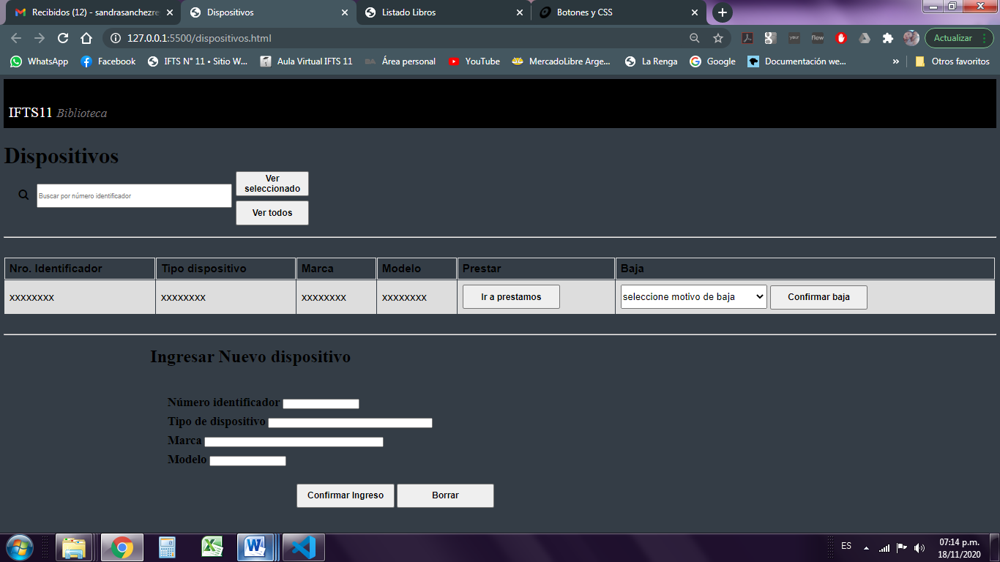 Recibidos (12) - sandrasanchezre
Dispositivos
Listado Libros
Botones y CSS
127.0.0.1:5500/dispositivos.html
your
flew
Actualizar
WhatsApp
Facebook
IFTS N° 11 • Sitio W...
Aula Virtual IFTS 11
DA Área personal
YouTube
MercadoLibre Arge...
La Renga
Google
Documentación we...
»
Otros favoritos
IFTS11 Biblioteca
Dispositivos
Buscar por número identificador
Ver seleccionado
Ver todos
Nro. Identificador Tipo dispositivo Marca Modelo Prestar Baja
xxxxxxxx xxxxxxxx xxxxxxxx xxxxxxxx Ir a prestamos seleccione motivo de baja Confirmar baja
Ingresar Nuevo dispositivo
Número identificador
Tipo de dispositivo
Marca
Modelo
Confirmar Ingreso Borrar
ES
07:14 p.m.
18/11/2020